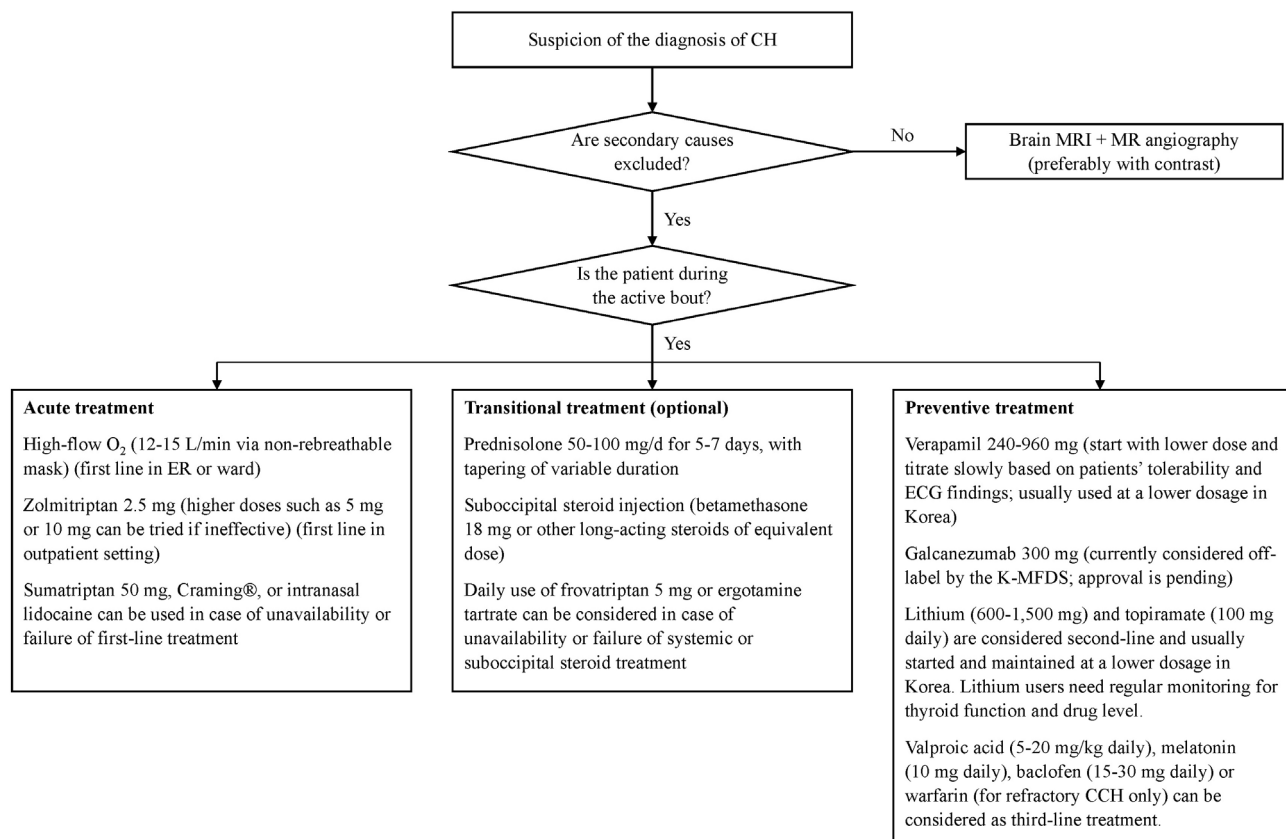 Suspicion of the diagnosis of CH
Are secondary causes
excluded?
No
Brain MRI + MR angiography
(preferably with contrast)
Yes
Is the patient during
the active bout?
Yes
Acute treatment
High-flow O₂ (12-15 L/min via non-rebreathable
mask) (first line in ER or ward)
Zolmitriptan 2.5 mg (higher doses such as 5 mg
or 10 mg can be tried if ineffective) (first line in
outpatient setting)
Sumatriptan 50 mg, Craming®, or intranasal
lidocaine can be used in case of unavailability or
failure of first-line treatment
Transitional treatment (optional)
Prednisolone 50-100 mg/d for 5-7 days, with
tapering of variable duration
Suboccipital steroid injection (betamethasone
18 mg or other long-acting steroids of equivalent
dose)
Daily use of frovatriptan 5 mg or ergotamine
tartrate can be considered in case of
unavailability or failure of systemic or
suboccipital steroid treatment
Preventive treatment
Verapamil 240-960 mg (start with lower dose and
titrate slowly based on patients' tolerability and
ECG findings; usually used at a lower dosage in
Korea)
Galcanezumab 300 mg (currently considered off-
label by the K-MFDS; approval is pending)
Lithium (600-1,500 mg) and topiramate (100 mg
daily) are considered second-line and usually
started and maintained at a lower dosage in
Korea. Lithium users need regular monitoring for
thyroid function and drug level.
Valproic acid (5-20 mg/kg daily), melatonin
(10 mg daily), baclofen (15-30 mg daily) or
warfarin (for refractory CCH only) can be
considered as third-line treatment.